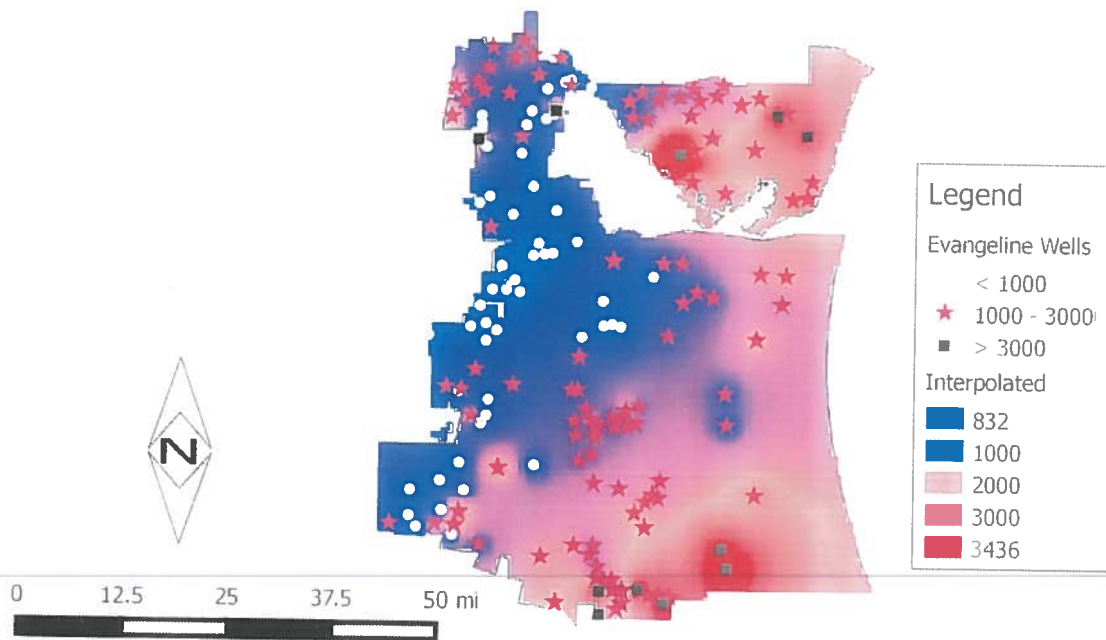 Legend
Evangeline Wells
< 1000
1000 - 3000
> 3000
Interpolated
832
1000
2000
3000
3436
N
0 12.5 25 37.5 50 mi